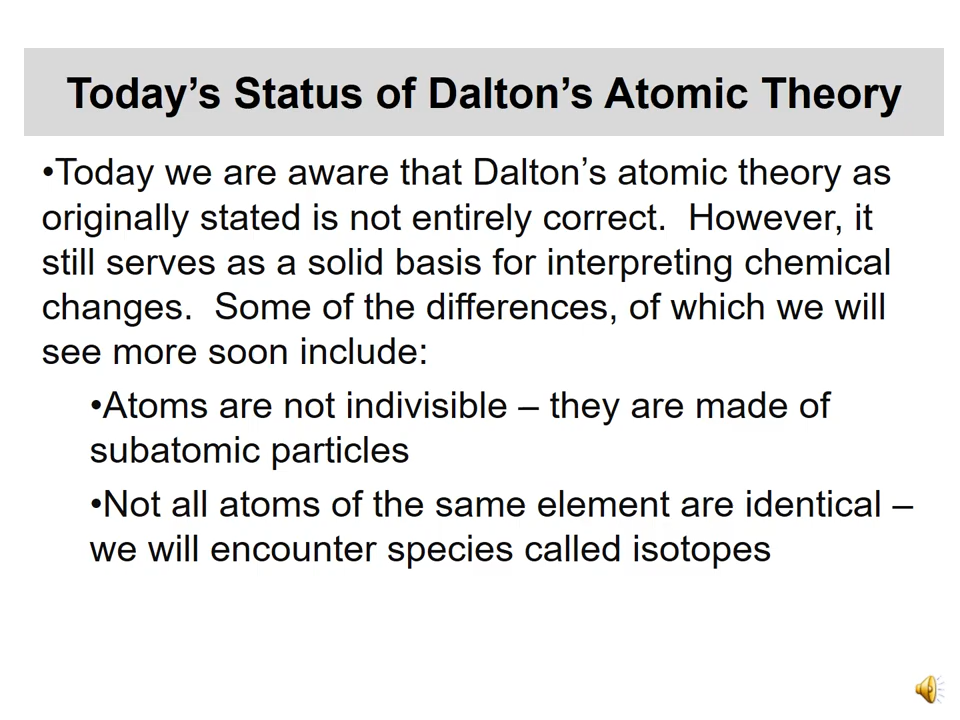 Today’s Status of Dalton’s Atomic Theory
•Today we are aware that Dalton’s atomic theory as
originally stated is not entirely correct.  However, it
still serves as a solid basis for interpreting chemical
changes.  Some of the differences, of which we will
see more soon include:
•Atoms are not indivisible – they are made of
subatomic particles
•Not all atoms of the same element are identical –
we will encounter species called isotopes